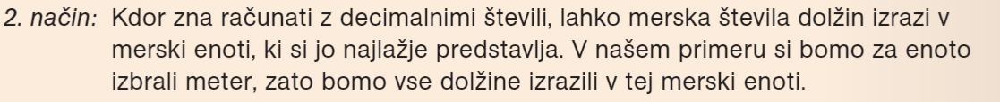 2. način: Kdor zna računati z decimalnimi števili, lahko merska števila dolžin izrazi v
merski enoti, ki si jo najlažje predstavlja. V našem primeru si bomo za enoto
izbrali meter, zato bomo vse dolžine izrazili v tej merski enoti.